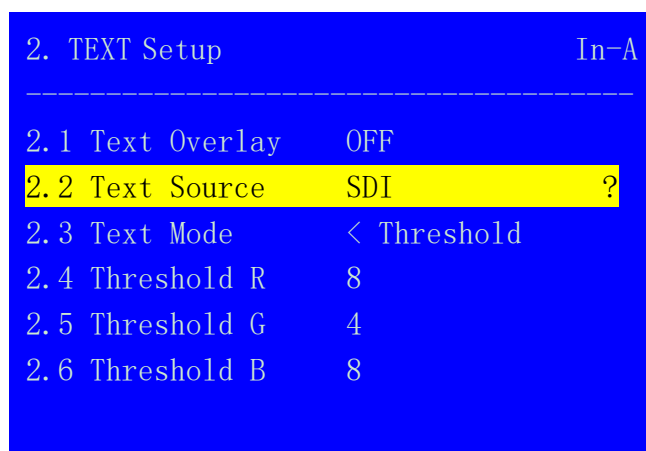 2. TEXT Setup In-A
--------------------------------------
2.1 Text Overlay OFF
2.2 Text Source SDI ?
2.3 Text Mode < Threshold
2.4 Threshold R 8
2.5 Threshold G 4
2.6 Threshold B 8